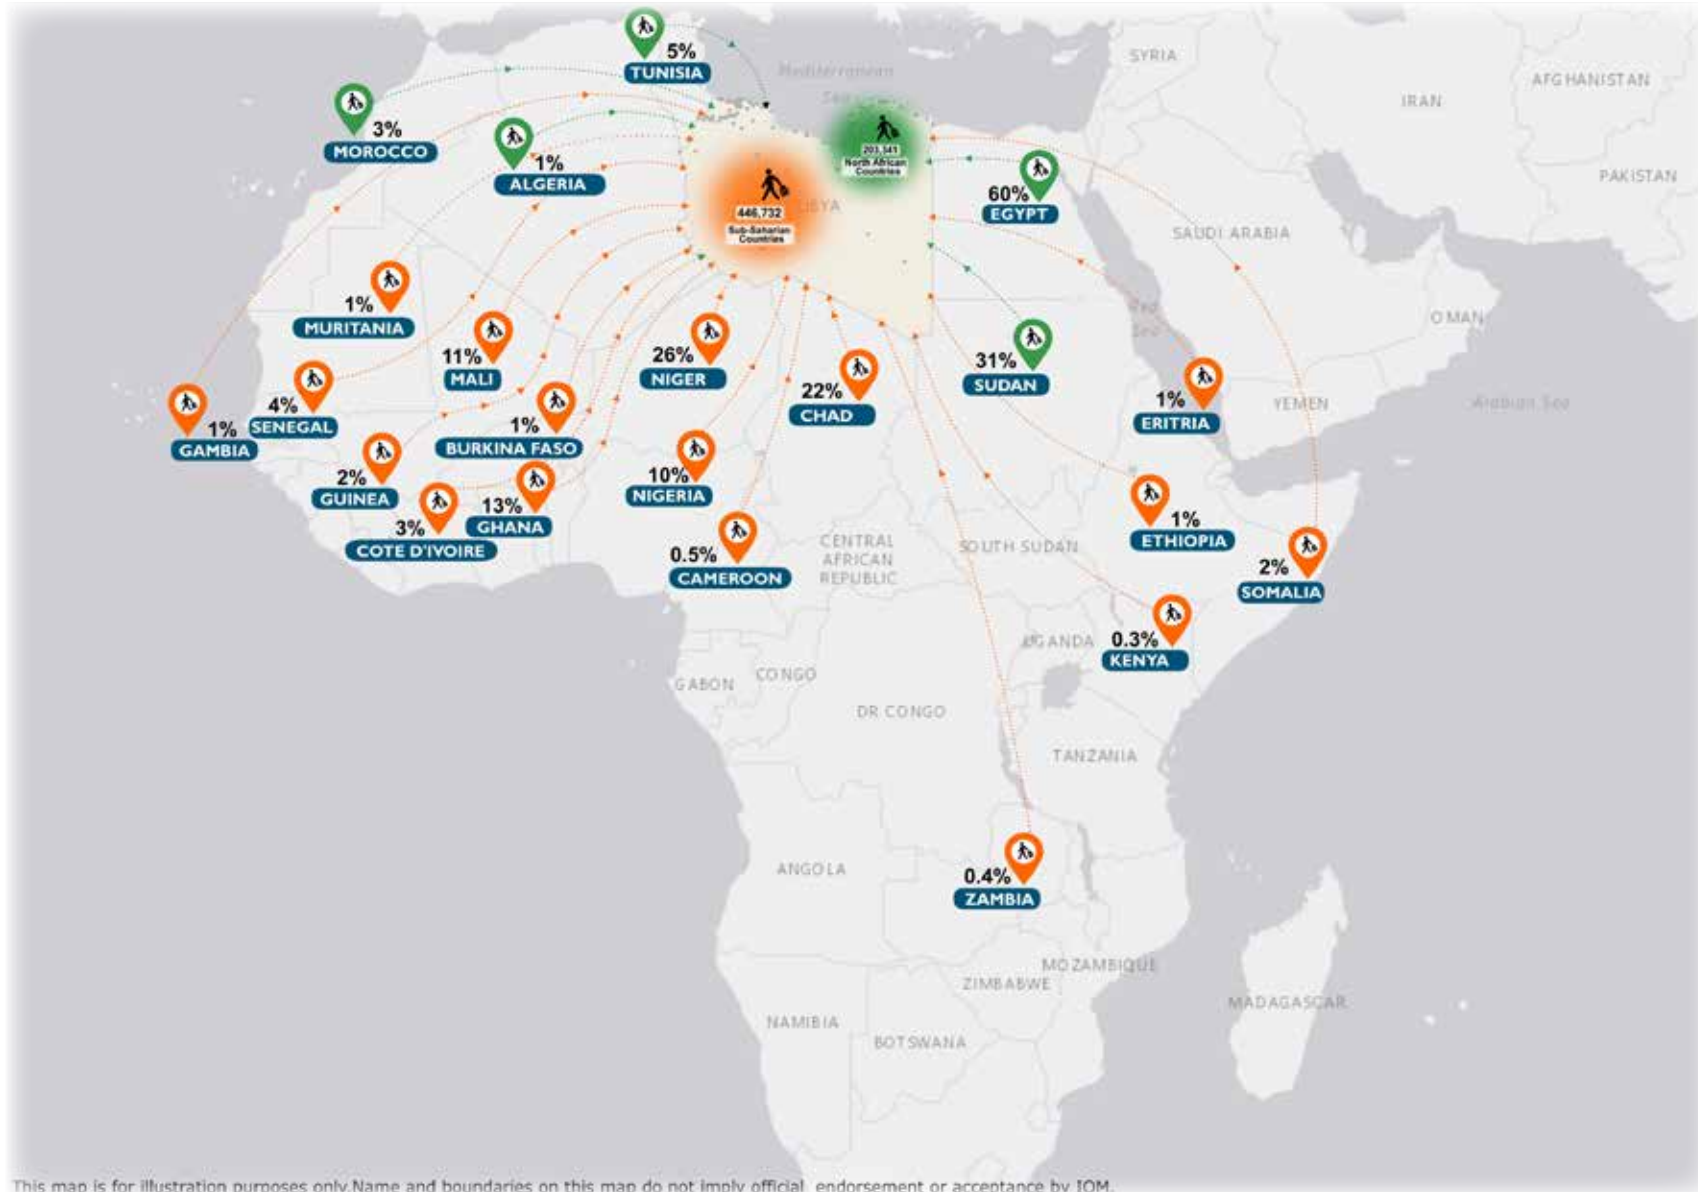 5%
TUNISIA
Mediterranean
Sea
SYRIA
AFGHANISTAN
IRAN
3%
MOROCCO
1%
ALGERIA
203,341
North African
Countries
PAKISTAN
60%
EGYPT
446,732
Sub-Saharian
Countries
LIBYA
SAUDI ARABIA
1%
MURITANIA
Red
Sea
OMAN
11%
MALI
26%
NIGER
22%
CHAD
31%
SUDAN
1%
ERITRIA
YEMEN
Arabian Sea
1%
GAMBIA
4%
SENEGAL
1%
BURKINA FASO
2%
GUINEA
10%
NIGERIA
13%
GHANA
3%
COTE D'IVOIRE
1%
ETHIOPIA
0.5%
CAMEROON
CENTRAL
AFRICAN
REPUBLIC
SOUTH SUDAN
2%
SOMALIA
UGANDA
0.3%
KENYA
GABON
CONGO
DR CONGO
TANZANIA
ANGOLA
0.4%
ZAMBIA
MOZAMBIQUE
ZIMBABWE
MADAGASCAR
NAMIBIA
BOTSWANA
This map is for illustration purposes only.Name and boundaries on this map do not imply official endorsement or acceptance by IOM.